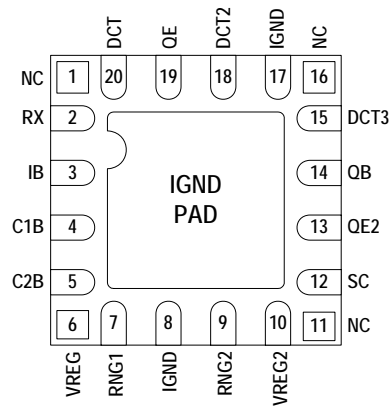 DCT QE DCT2 IGND NC
NC 1 20 19 18 17 16
RX 2 15 DCT3
IB 3 14 QB
IGND
PAD
C1B 4 13 QE2
C2B 5 12 SC
6 7 8 9 10 11 NC
VREG RNG1 IGND RNG2 VREG2